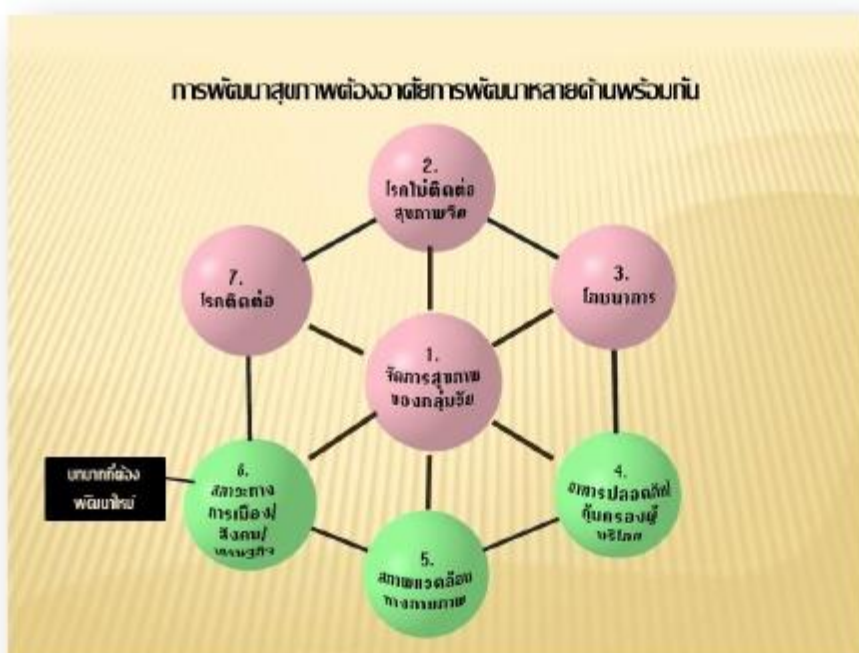 การพัฒนาสุขภาพต้องอาศัยการพัฒนาหลายด้านพร้อมกัน
2.
โรคไม่ติดต่อ
สุขภาพจิต
7.
โรคติดต่อ
3.
โภชนาการ
1.
จัดการสุขภาพ
ของกลุ่มวัย
บทบาทที่ต้อง
พัฒนาใหม่
6.
สภาวะทาง
การเมือง/
สังคม/
เศรษฐกิจ
4.
อาหารปลอดภัย/
คุ้มครองผู้
บริโภค
5.
สภาพแวดล้อม
ทางกายภาพ